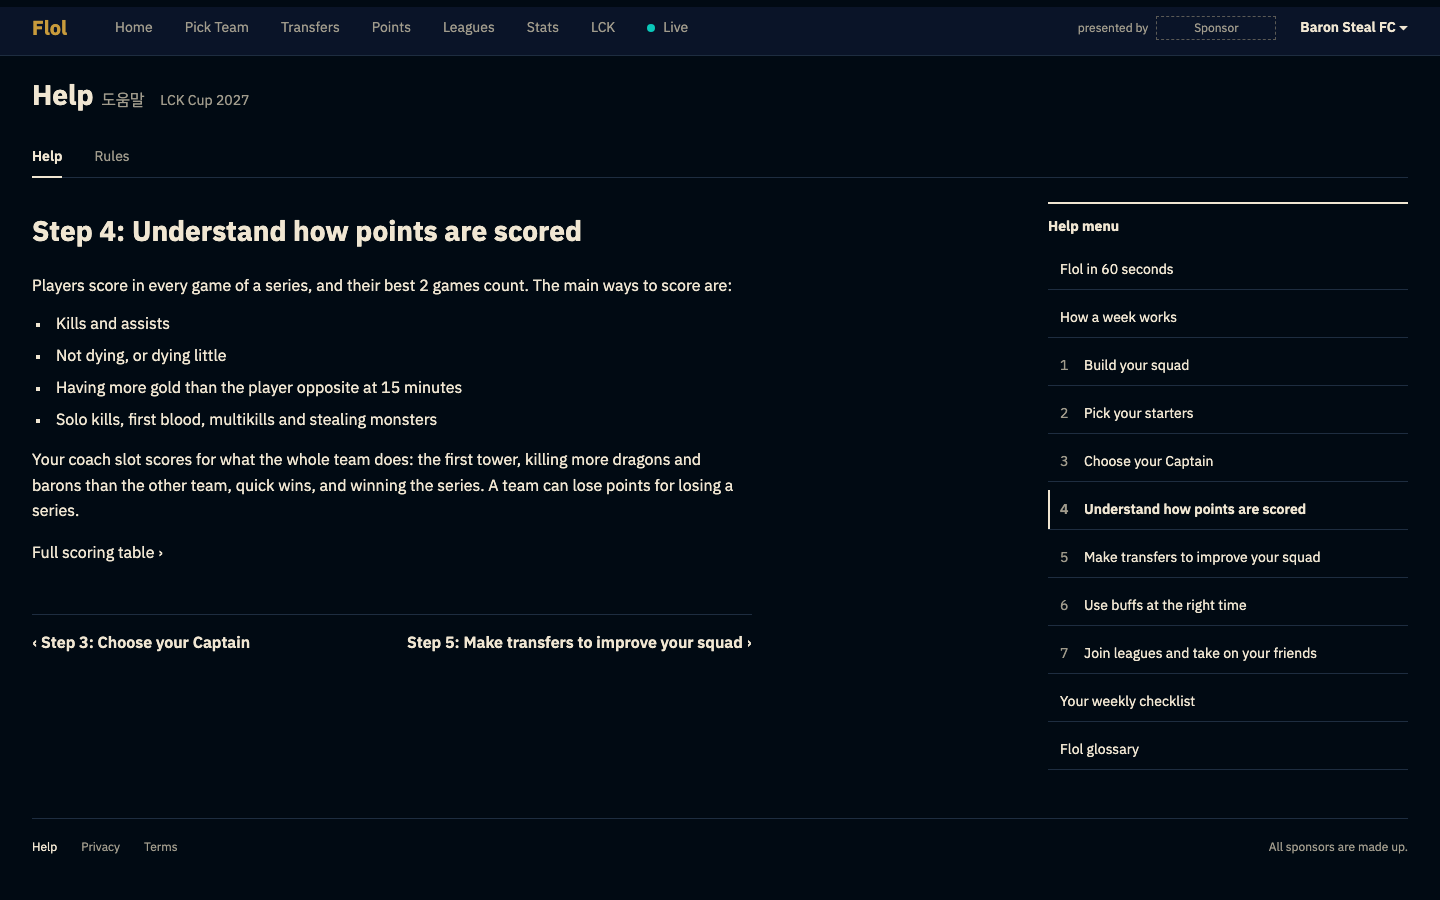 Flol
Home
Pick Team
Transfers
Points
Leagues
Stats
LCK
Live
presented by
Sponsor
Baron Steal FC
Help 도움말 LCK Cup 2027
Help
Rules
Step 4: Understand how points are scored
Players score in every game of a series, and their best 2 games count. The main ways to score are:
▪ Kills and assists
▪ Not dying, or dying little
▪ Having more gold than the player opposite at 15 minutes
▪ Solo kills, first blood, multikills and stealing monsters
Your coach slot scores for what the whole team does: the first tower, killing more dragons and
barons than the other team, quick wins, and winning the series. A team can lose points for losing a
series.
Full scoring table ›
‹ Step 3: Choose your Captain
Step 5: Make transfers to improve your squad ›
Help menu
Flol in 60 seconds
How a week works
1 Build your squad
2 Pick your starters
3 Choose your Captain
4 Understand how points are scored
5 Make transfers to improve your squad
6 Use buffs at the right time
7 Join leagues and take on your friends
Your weekly checklist
Flol glossary
Help
Privacy
Terms
All sponsors are made up.